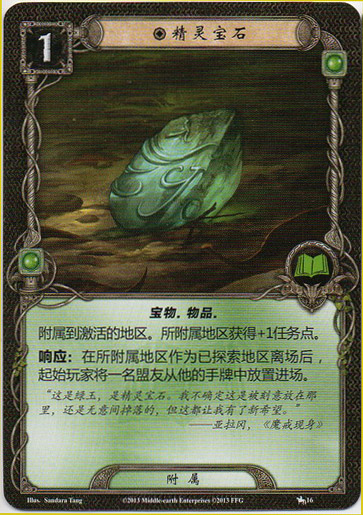 1
精灵宝石
宝物．物品．
附属到激活的地区。所附属地区获得+1任务点。
响应：在所附属地区作为已探索地区离场后，
起始玩家将一名盟友从他的手牌中放置进场。
“这是绿玉，是精灵宝石。我不确定这是被刻意放在那
里，还是无意间掉落的，但这都让我有了新希望。”
——亚拉冈，《魔戒现身》
附属
Illus. Sandara Tang ©2013 Middle-earth Enterprises ©2013 FFG 16